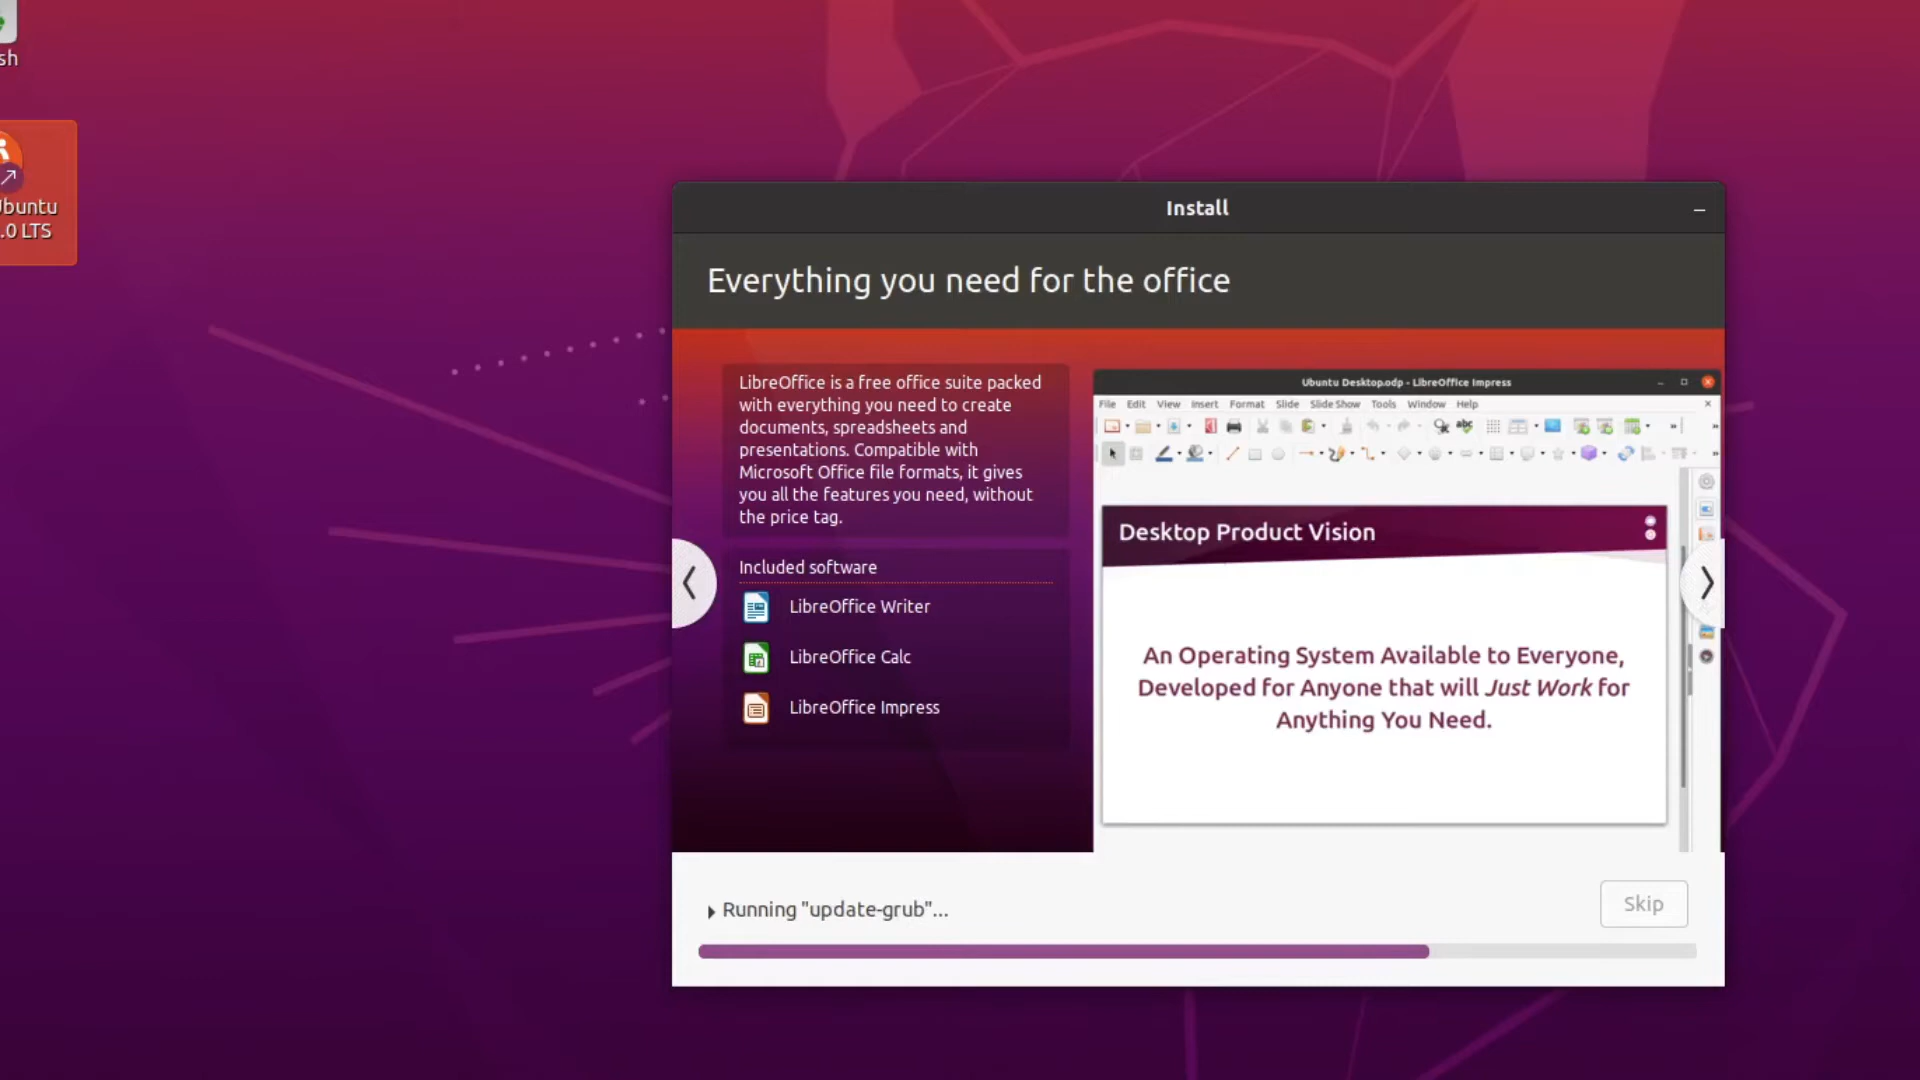 sh
Ubuntu
.0 LTS
Install
Everything you need for the office
LibreOffice is a free office suite packed
with everything you need to create
documents, spreadsheets and
presentations. Compatible with
Microsoft Office file formats, it gives
you all the features you need, without
the price tag.
Included software
LibreOffice Writer
LibreOffice Calc
LibreOffice Impress
Ubuntu Desktop.odp - LibreOffice Impress
File Edit View Insert Format Slide Slide Show Tools Window Help
abc
Desktop Product Vision
An Operating System Available to Everyone,
Developed for Anyone that will Just Work for
Anything You Need.
Running "update-grub"...
Skip